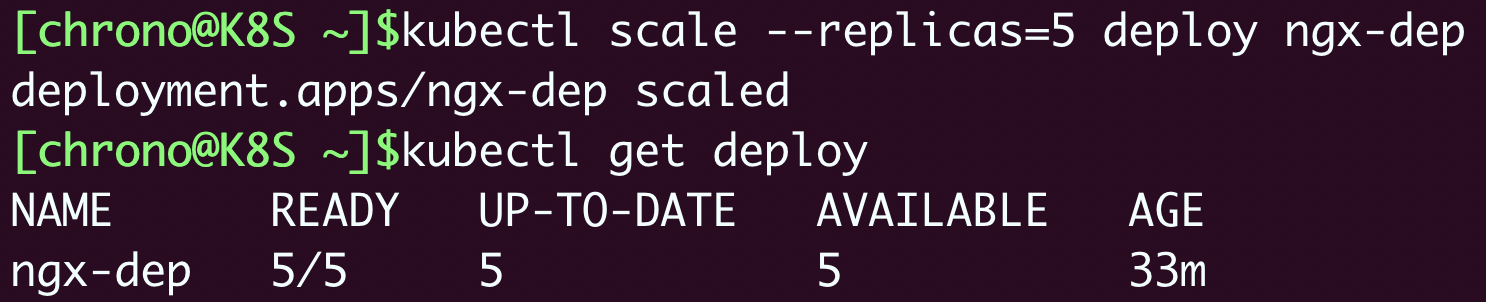 [chrono@K8S ~]$kubectl scale --replicas=5 deploy ngx-dep
deployment.apps/ngx-dep scaled
[chrono@K8S ~]$kubectl get deploy
NAME      READY   UP-TO-DATE   AVAILABLE   AGE
ngx-dep   5/5     5            5           33m